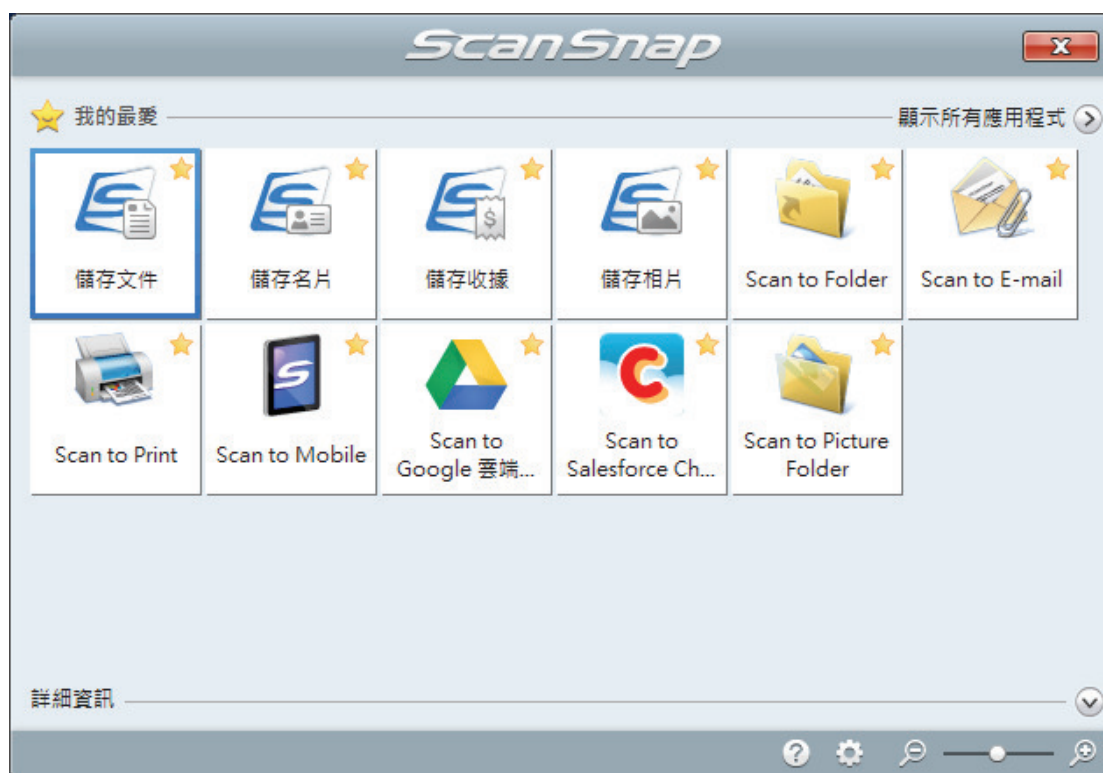 ScanSnap
我的最愛
顯示所有應用程式
儲存文件
儲存名片
儲存收據
儲存相片
Scan to Folder
Scan to E-mail
Scan to Print
Scan to Mobile
Scan to
Google 雲端...
Scan to
Salesforce Ch...
Scan to Picture
Folder
詳細資訊